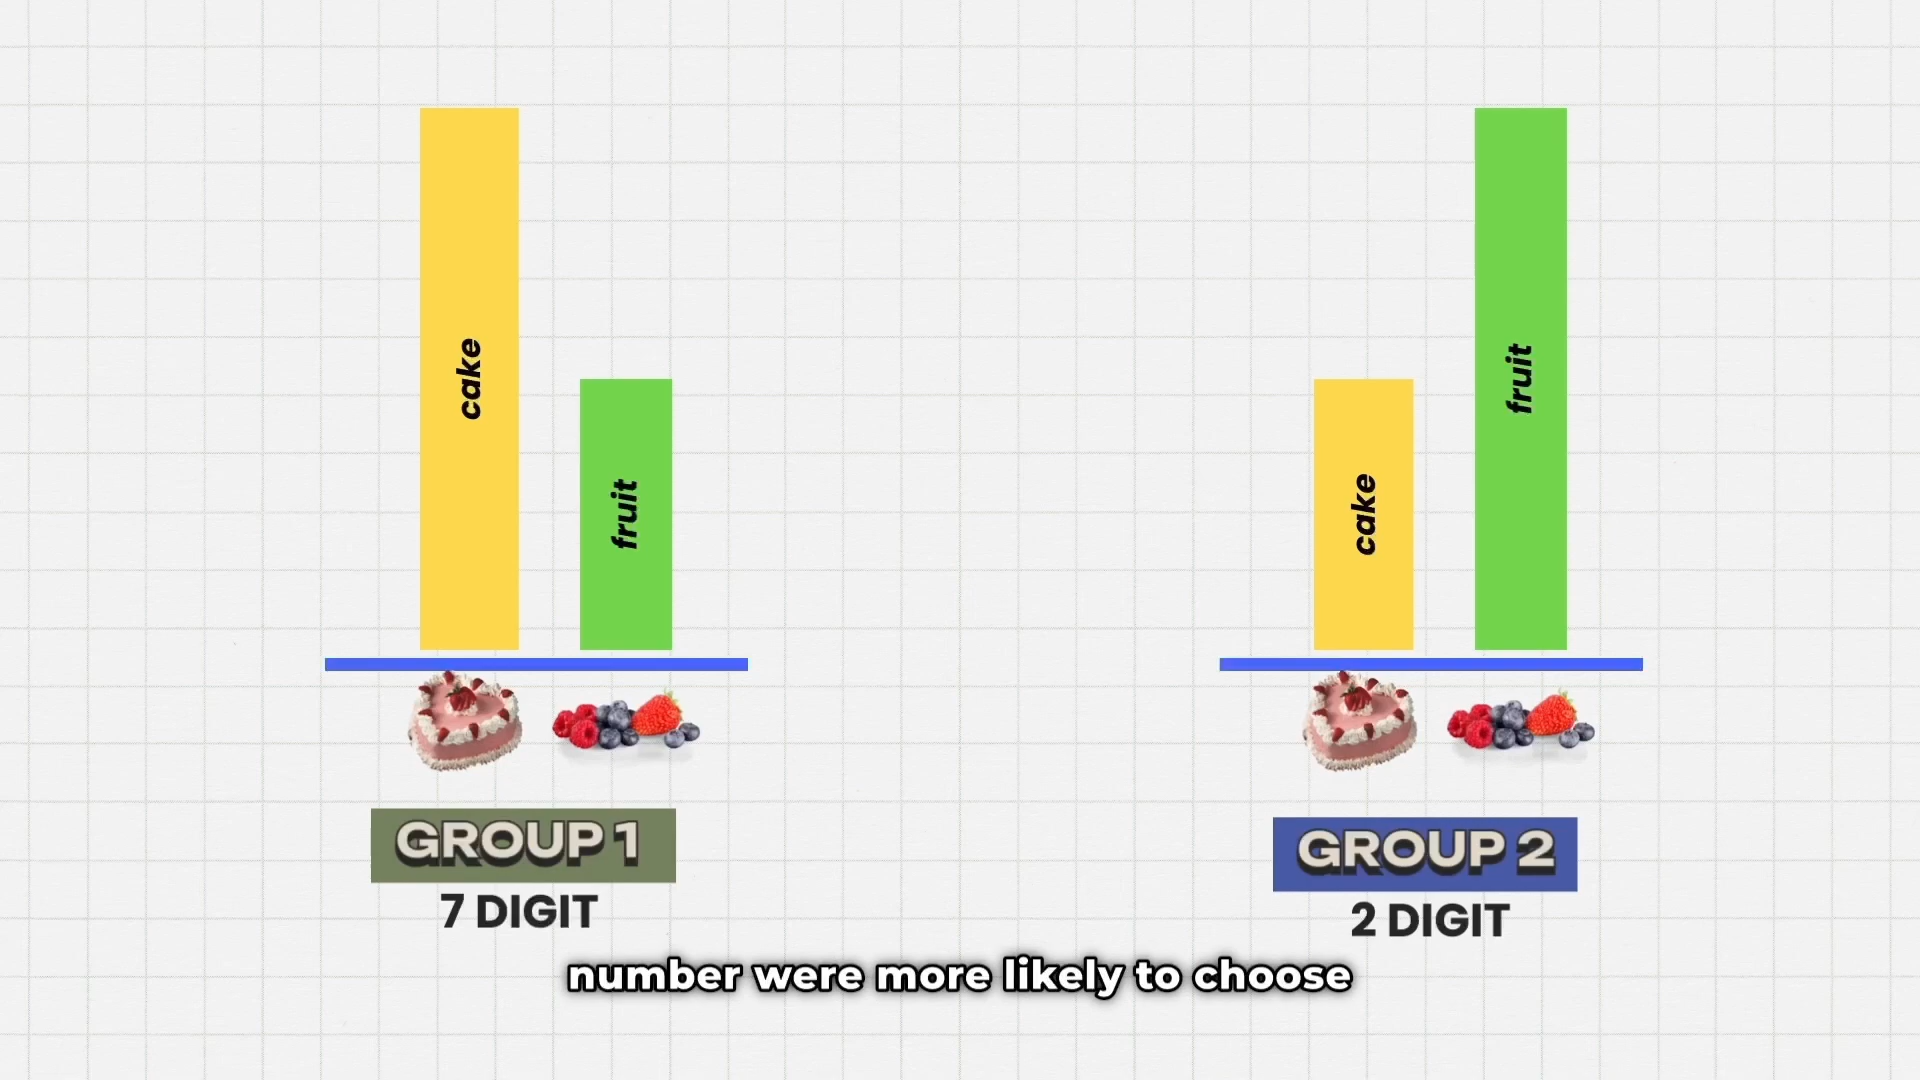 cake
fruit
cake
fruit
GROUP 1
7 DIGIT
GROUP 2
2 DIGIT
number were more likely to choose